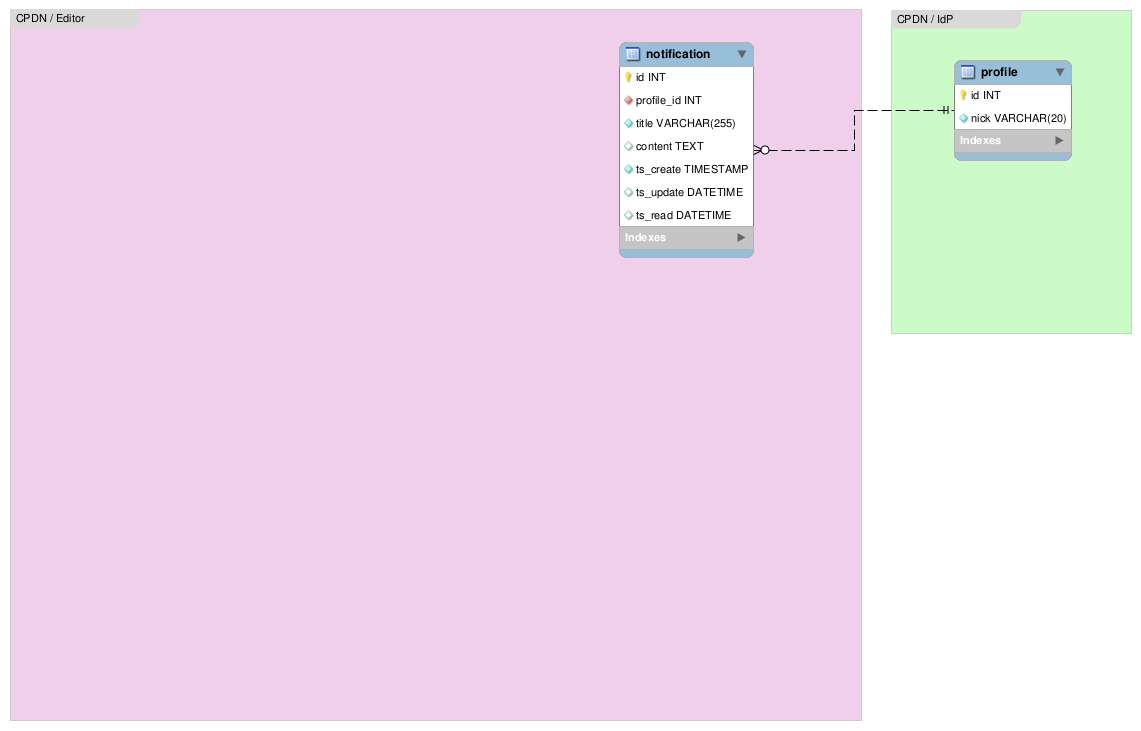 CPDN / Editor
notification
id INT
profile_id INT
title VARCHAR(255)
content TEXT
ts_create TIMESTAMP
ts_update DATETIME
ts_read DATETIME
Indexes
CPDN / IdP
profile
id INT
nick VARCHAR(20)
Indexes